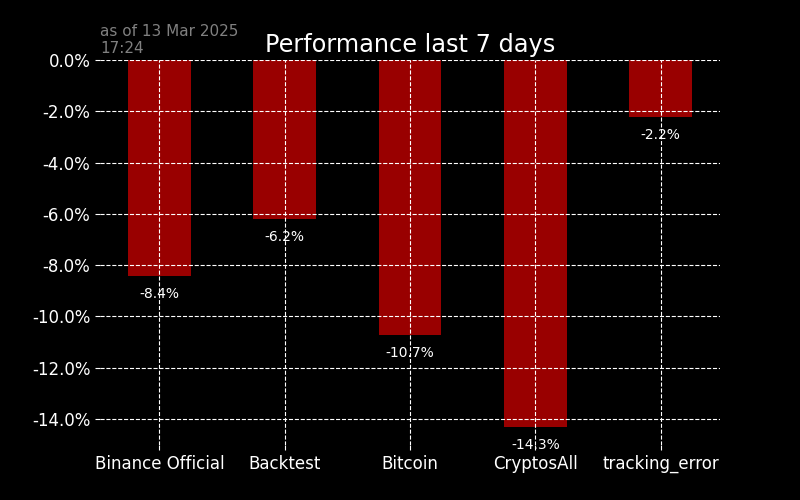 as of 13 Mar 2025
17:24
Performance last 7 days
0.0%
-2.0%
-4.0%
-6.0%
-8.0%
-10.0%
-12.0%
-14.0%
-8.4%
-6.2%
-10.7%
-14.3%
-2.2%
Binance Official
Backtest
Bitcoin
CryptosAll
tracking_error